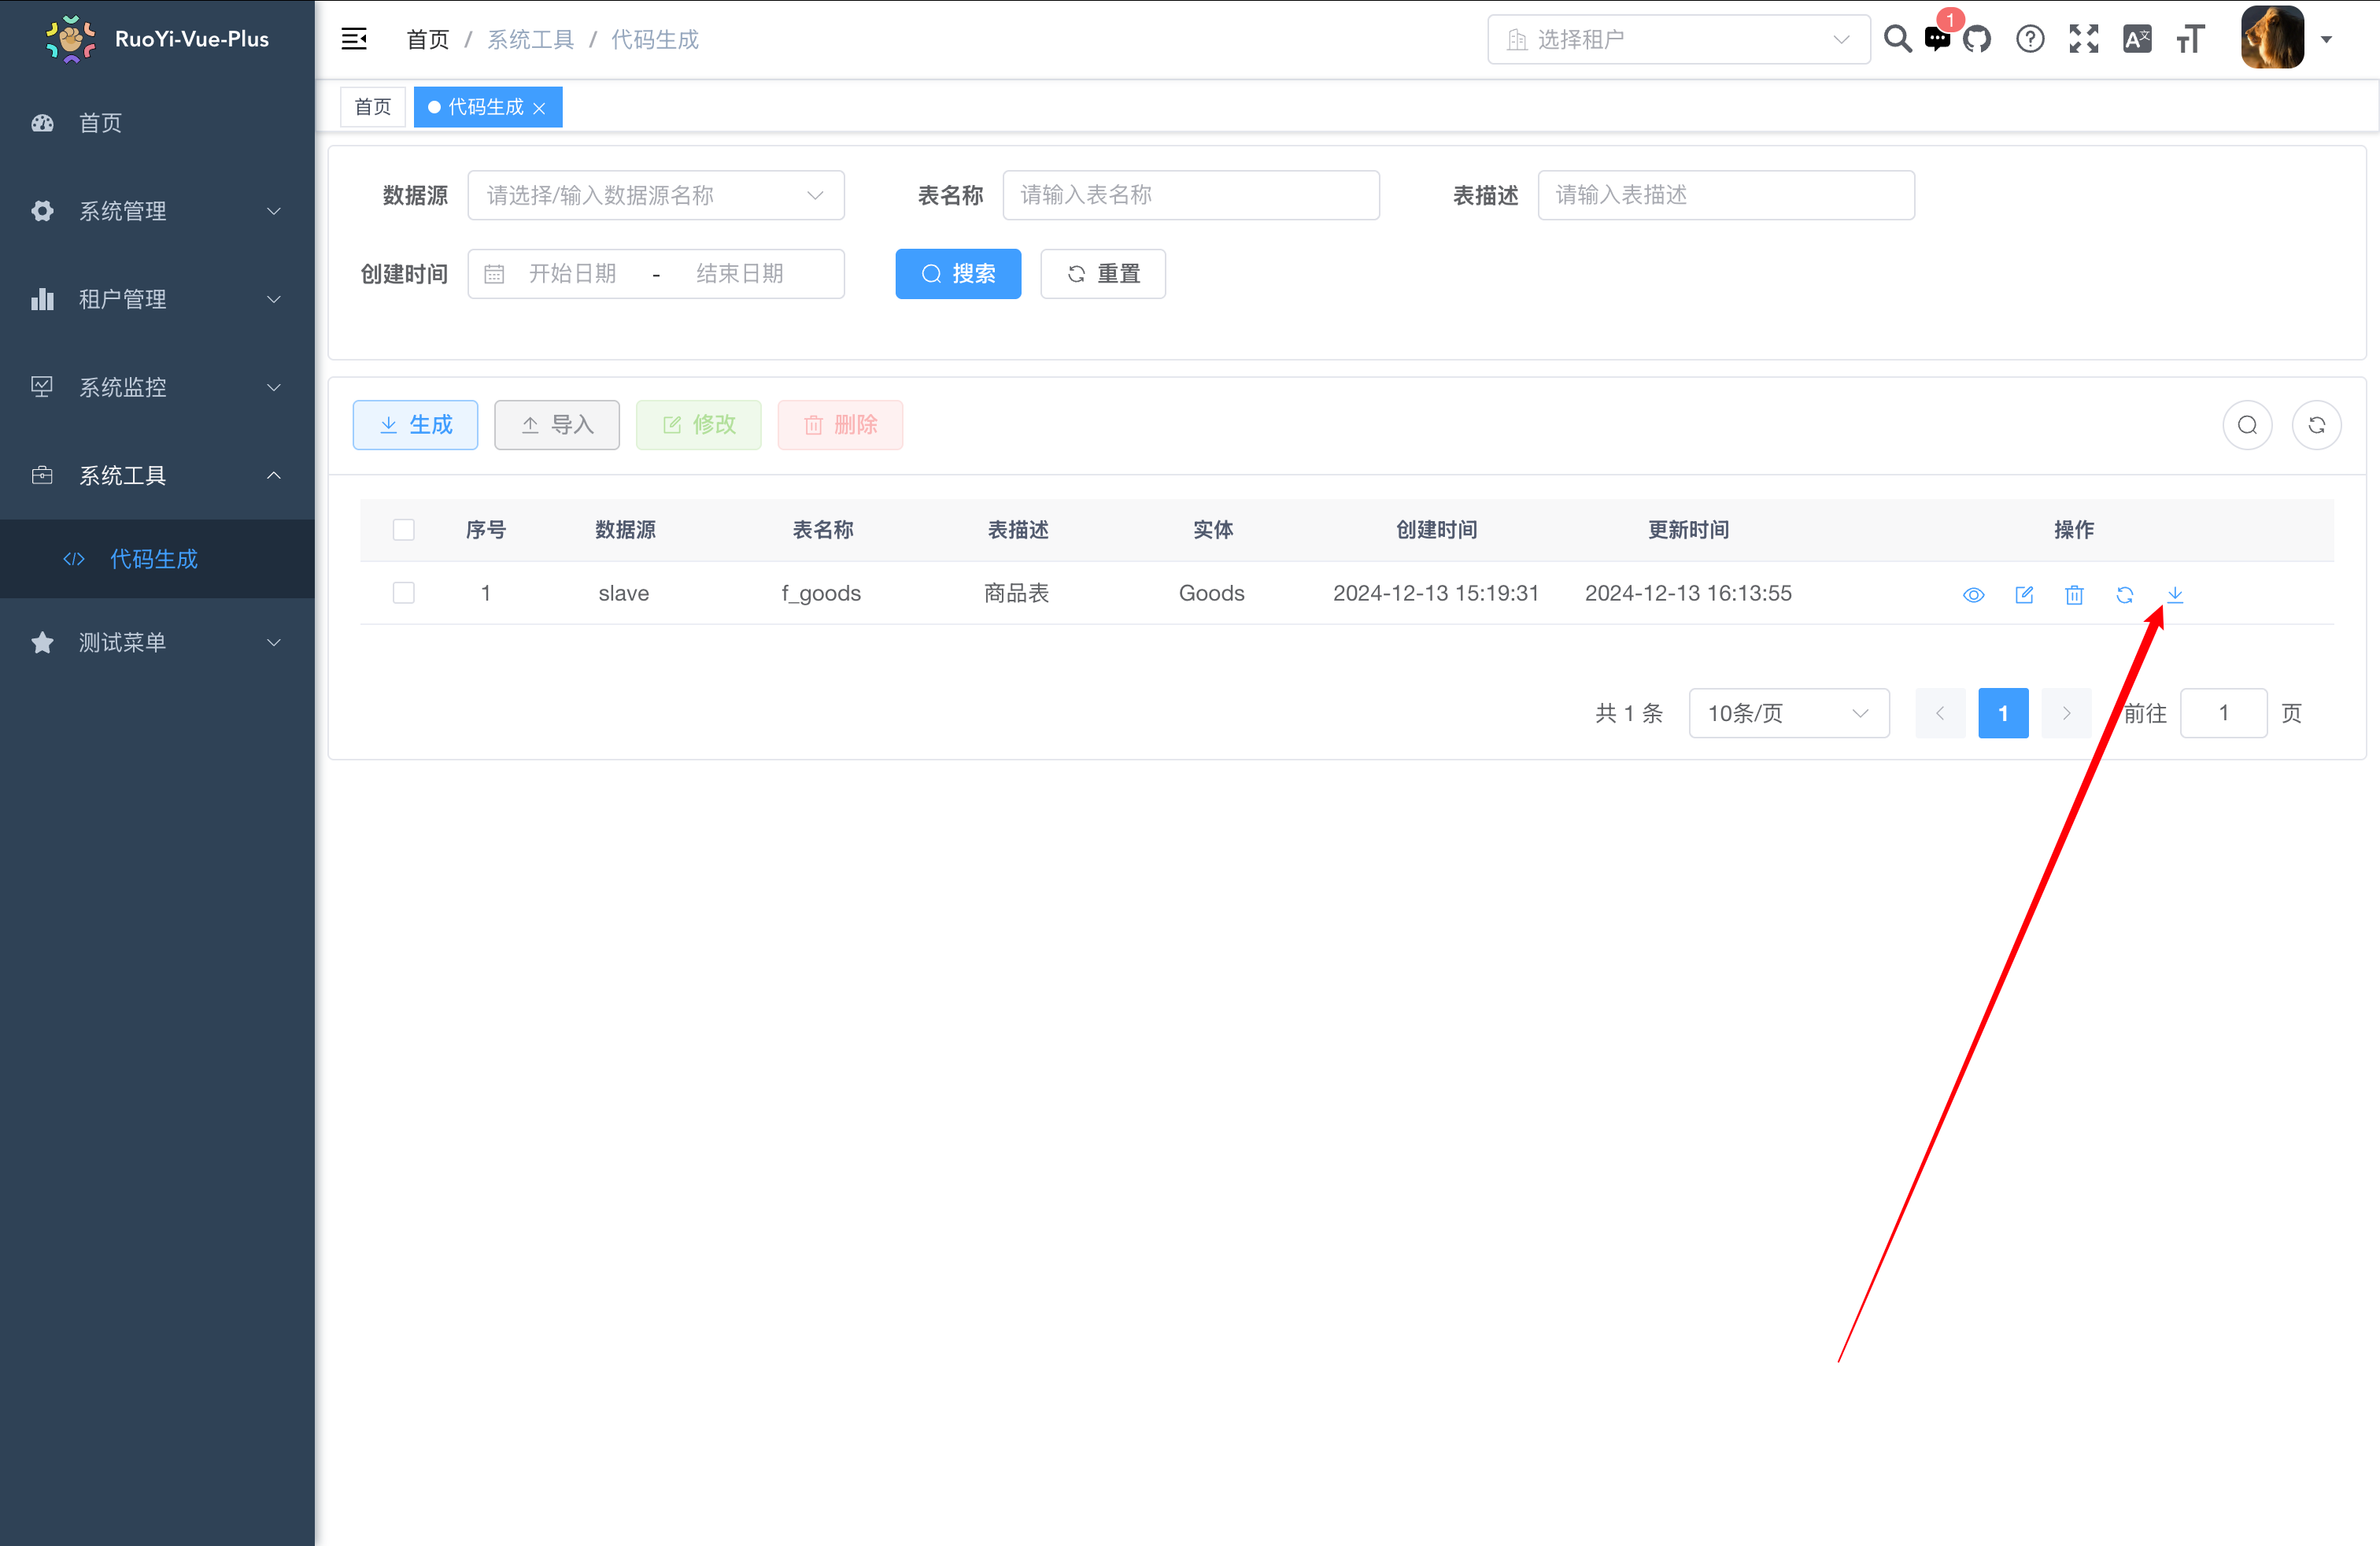 RuoYi-Vue-Plus
首页 / 系统工具 / 代码生成
选择租户
1
首页
代码生成
首页
系统管理
租户管理
系统监控
系统工具
代码生成
测试菜单
数据源 请选择/输入数据源名称 表名称 请输入表名称 表描述 请输入表描述
创建时间 开始日期 - 结束日期 搜索 重置
生成 导入 修改 删除
序号 数据源 表名称 表描述 实体 创建时间 更新时间 操作
1 slave f_goods 商品表 Goods 2024-12-13 15:19:31 2024-12-13 16:13:55
共 1 条 10条/页 1 前往 1 页